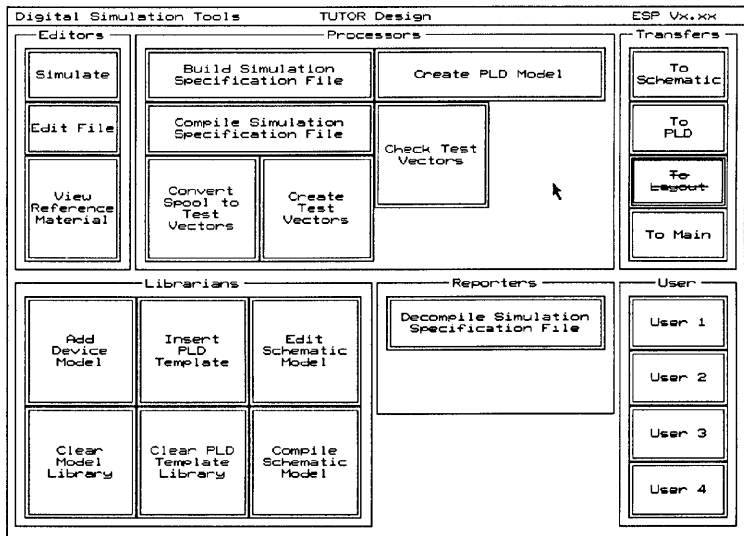 Digital Simulation Tools TUTOR Design ESP Vx.xx
Editors
Simulate
Edit File
View
Reference
Material
Processors
Build Simulation
Specification File
Create PLD Model
Compile Simulation
Specification File
Check Test
Vectors
Convert
Spool to
Test
Vectors
Create
Test
Vectors
Transfers
To
Schematic
To
PLD
To
Layout
To Main
Librarians
Add
Device
Model
Insert
PLD
Template
Edit
Schematic
Model
Clear
Model
Library
Clear PLD
Template
Library
Compile
Schematic
Model
Reporters
Decompile Simulation
Specification File
User
User 1
User 2
User 3
User 4